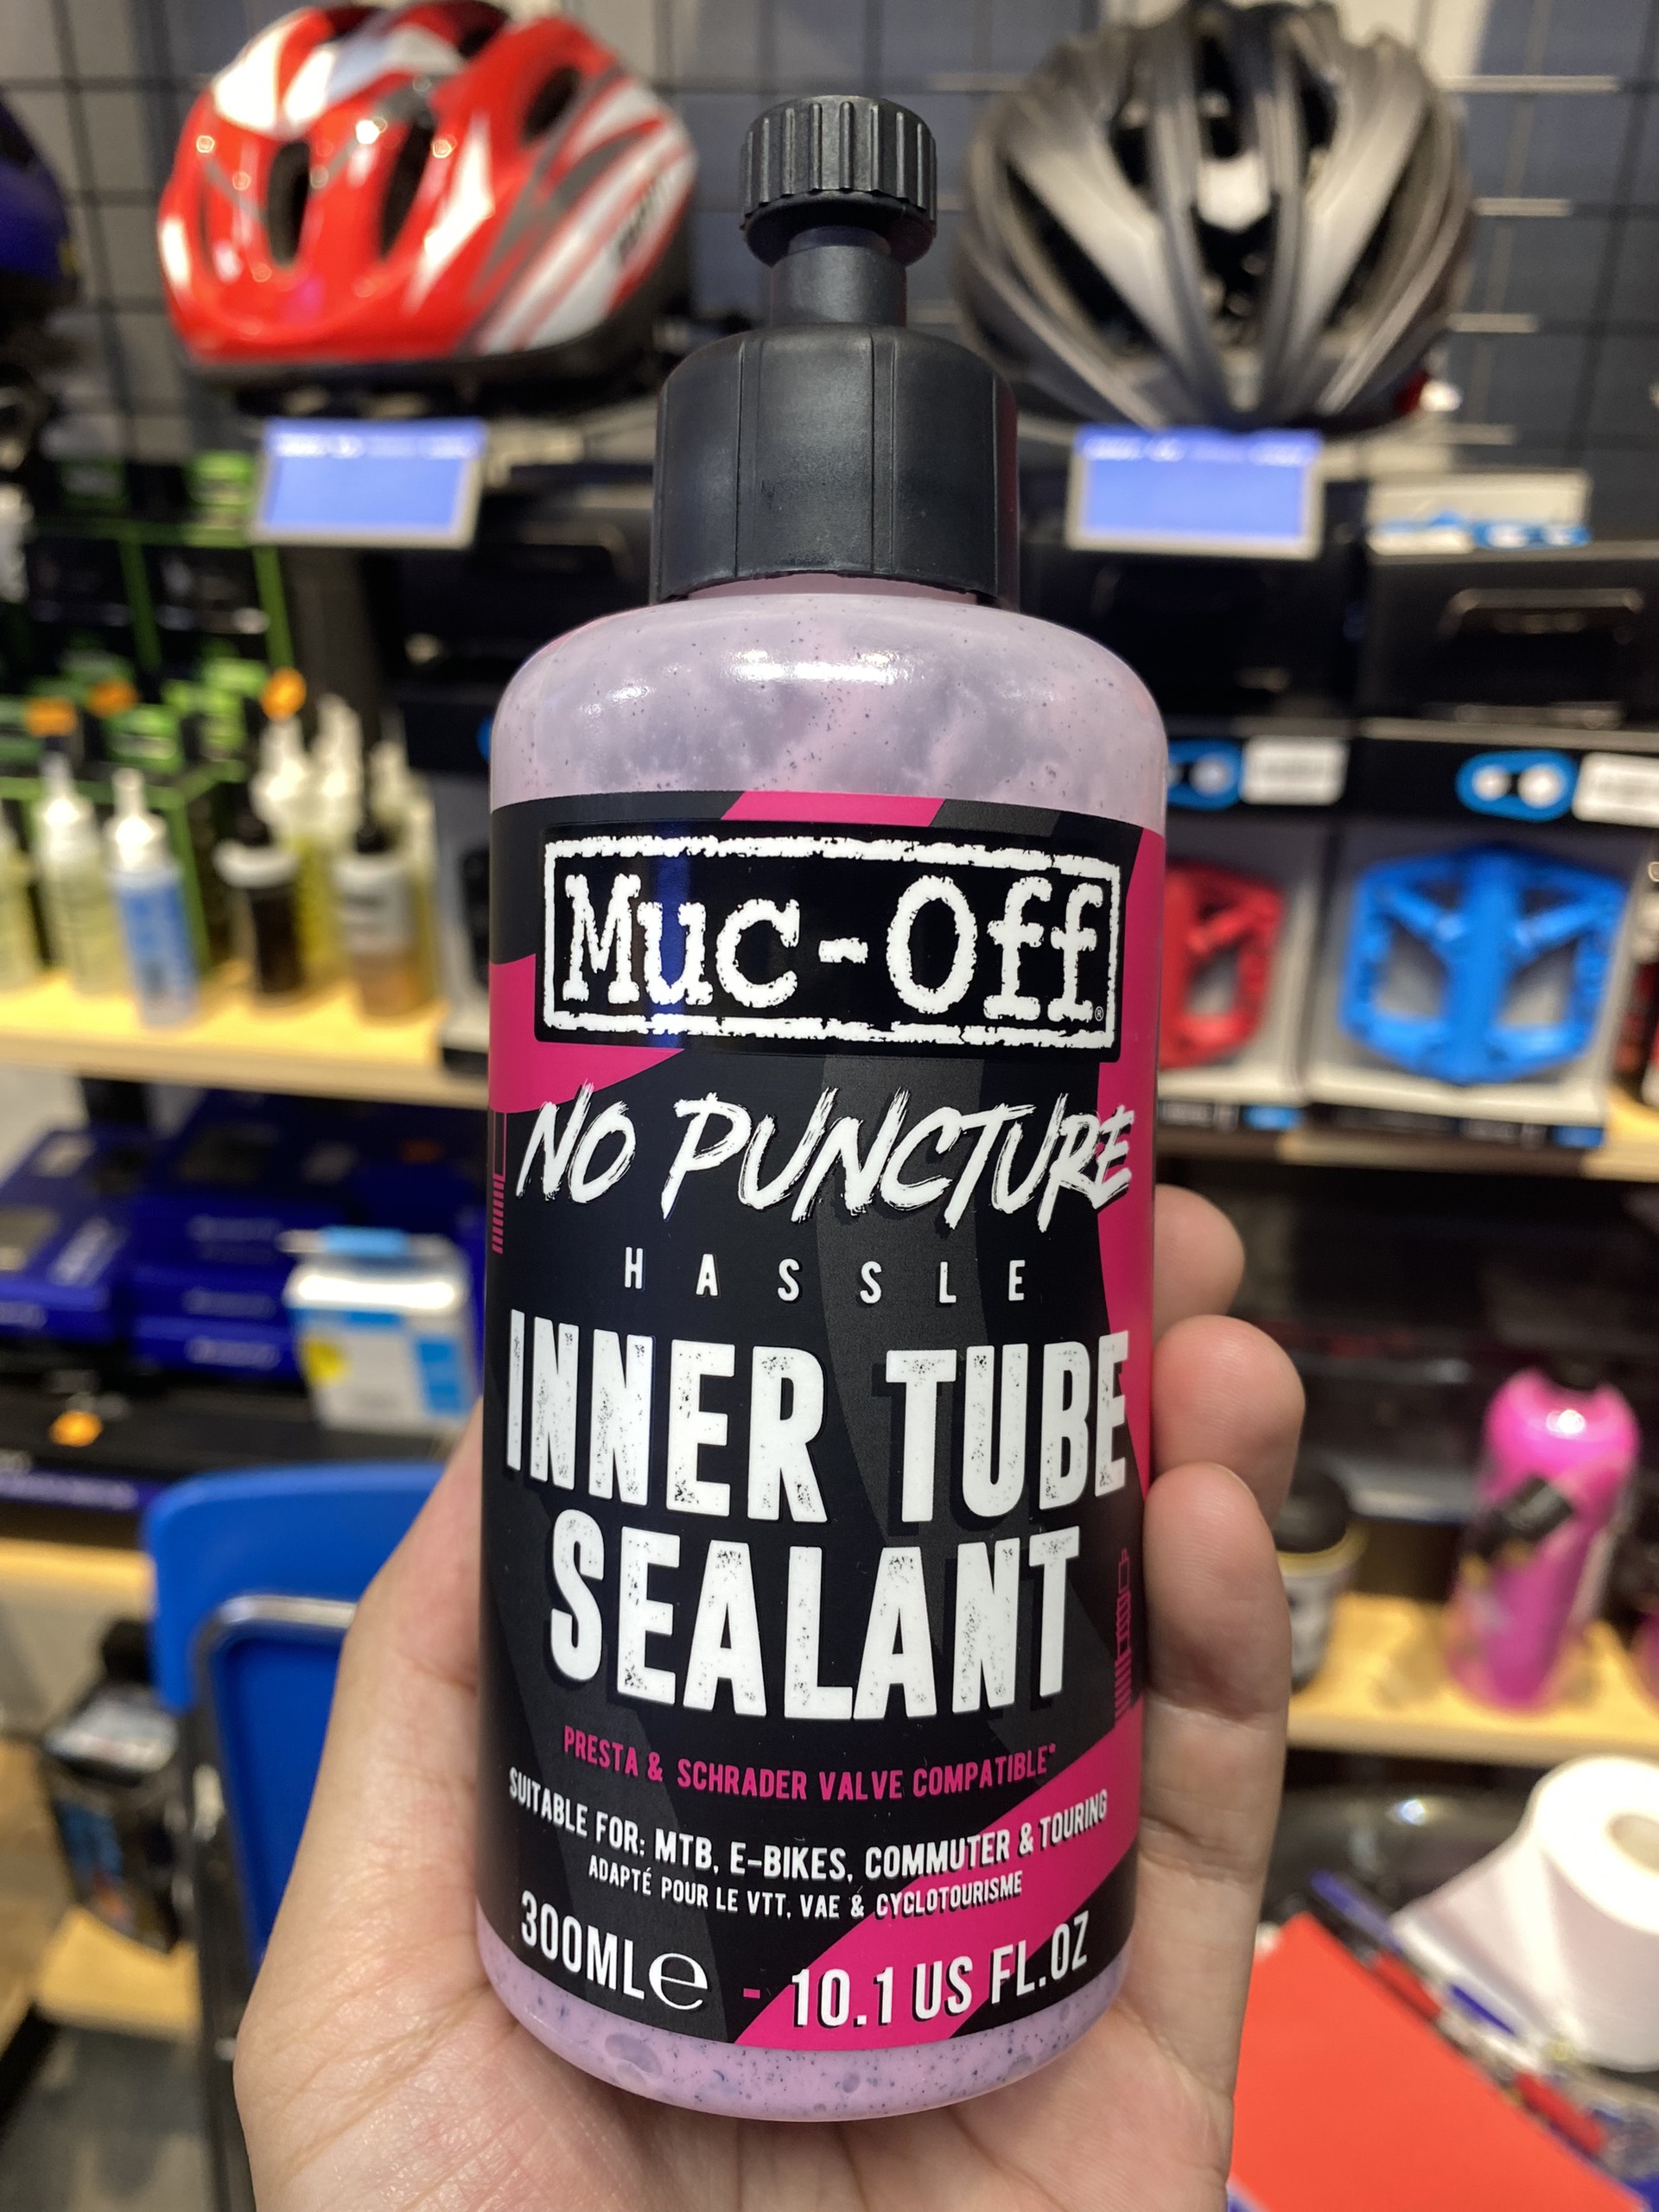 Muc-Off®
NO PUNCTURE
HASSLE
INNER TUBE
SEALANT
PRESTA & SCHRADER VALVE COMPATIBLE*
SUITABLE FOR: MTB, E-BIKES, COMMUTER & TOURING
ADAPTÉ POUR LE VTT, VAE & CYCLOTOURISME
300ML℮ - 10.1 US FL.OZ